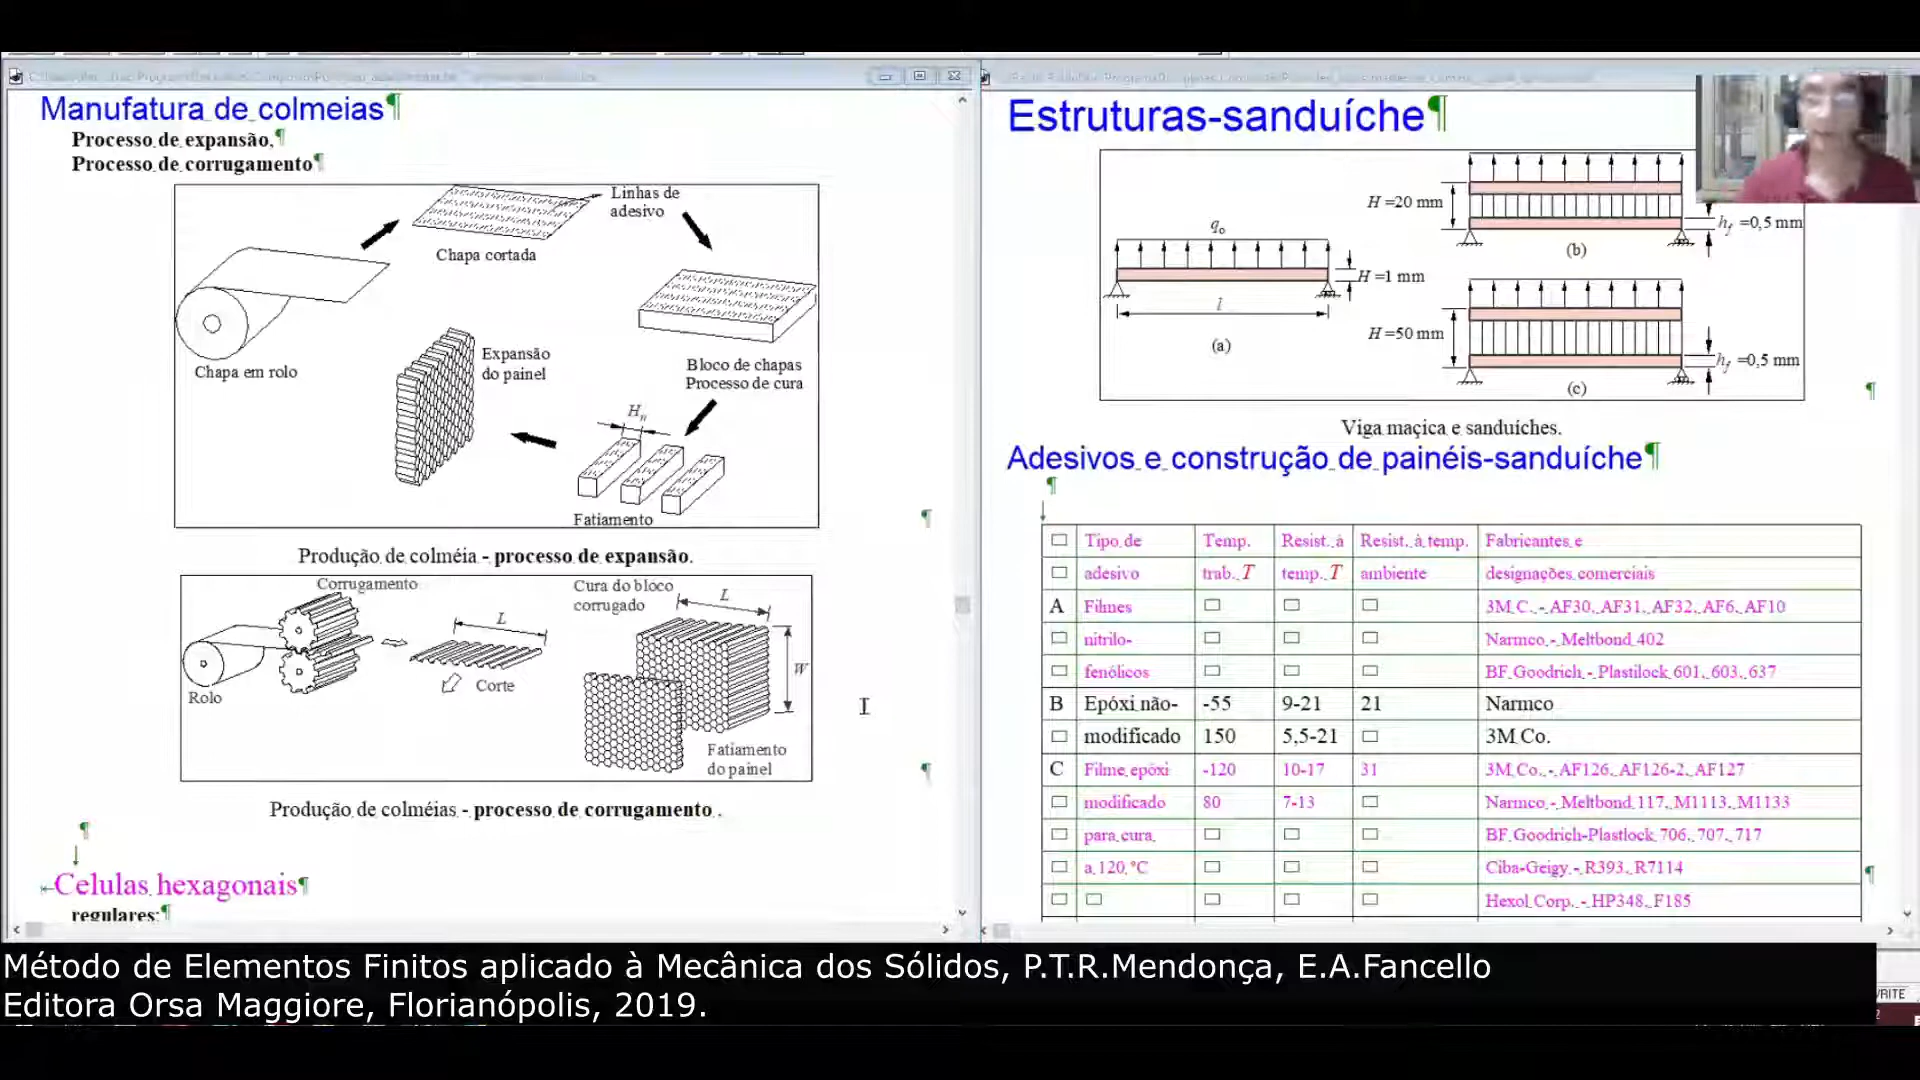 Manufatura de colmeias¶
Processo de expansão,¶
Processo de corrugamento¶
Linhas de
adesivo
Chapa cortada
Chapa em rolo
Bloco de chapas
Processo de cura
Expansão
do painel
Hn
Fatiamento
Produção de colméia - processo de expansão.
Corrugamento
Cura do bloco
corrugado
L
L
W
Rolo
Corte
Fatiamento
do painel
Produção de colméias - processo de corrugamento .
Celulas hexagonais¶
regulares:¶
Estruturas-sanduíche¶
qo
H=1 mm
l
(a)
H=20 mm
hf =0,5 mm
(b)
H=50 mm
hf =0,5 mm
(c)
Viga maçica e sanduíches.
Adesivos e construção de painéis-sanduíche¶
Tipo de Temp. Resist. à Resist. à temp. Fabricantes e
adesivo trab. T temp. T ambiente designações comerciais
A Filmes 3M C. - AF30, AF31, AF32, AF6, AF10
nitrilo- Narmco - Meltbond 402
fenólicos BF Goodrich - Plastilock 601, 603, 637
B Epóxi não- -55 9-21 21 Narmco
modificado 150 5,5-21 3M Co.
C Filme epóxi -120 10-17 31 3M Co. - AF126, AF126-2, AF127
modificado 80 7-13 Narmco - Meltbond 117, M1113, M1133
para cura BF Goodrich-Plastlock 706, 707, 717
a 120 °C Ciba-Geigy - R393, R7114
Hexol Corp. - HP348, F185
Método de Elementos Finitos aplicado à Mecânica dos Sólidos, P.T.R.Mendonça, E.A.Fancello
Editora Orsa Maggiore, Florianópolis, 2019.